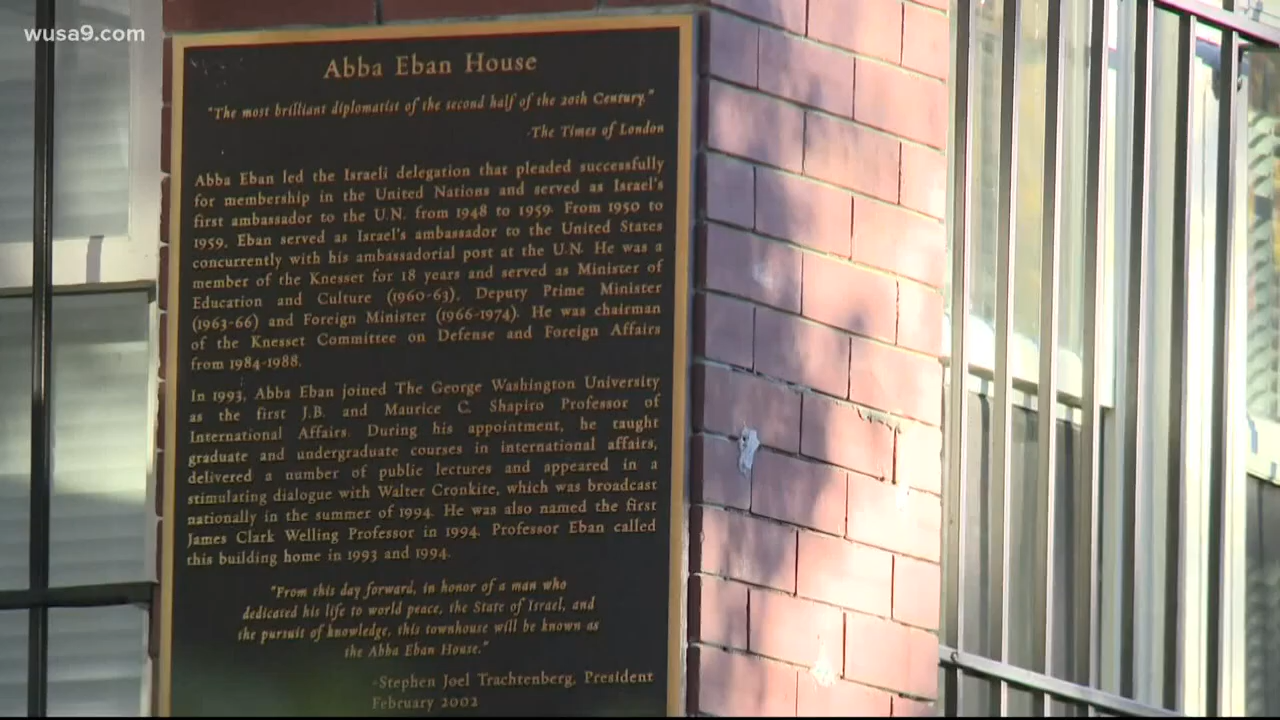 wusa9.com
Abba Eban House
"The most brilliant diplomatist of the second half of the 20th Century."
-The Times of London
Abba Eban led the Israeli delegation that pleaded successfully
for membership in the United Nations and served as Israel's
first ambassador to the U.N. from 1948 to 1959. From 1950 to
1959, Eban served as Israel's ambassador to the United States
concurrently with his ambassadorial post at the U.N. He was a
member of the Knesset for 18 years and served as Minister of
Education and Culture (1960-63), Deputy Prime Minister
(1963-66) and Foreign Minister (1966-1974). He was chairman
of the Knesset Committee on Defense and Foreign Affairs
from 1984-1988.
In 1993, Abba Eban joined The George Washington University
as the first J.B. and Maurice C. Shapiro Professor of
International Affairs. During his appointment, he taught
graduate and undergraduate courses in international affairs,
delivered a number of public lectures and appeared in a
stimulating dialogue with Walter Cronkite, which was broadcast
nationally in the summer of 1994. He was also named the first
James Clark Welling Professor in 1994. Professor Eban called
this building home in 1993 and 1994.
"From this day forward, in honor of a man who
dedicated his life to world peace, the State of Israel, and
the pursuit of knowledge, this townhouse will be known as
the Abba Eban House."
-Stephen Joel Trachtenberg, President
February 2002